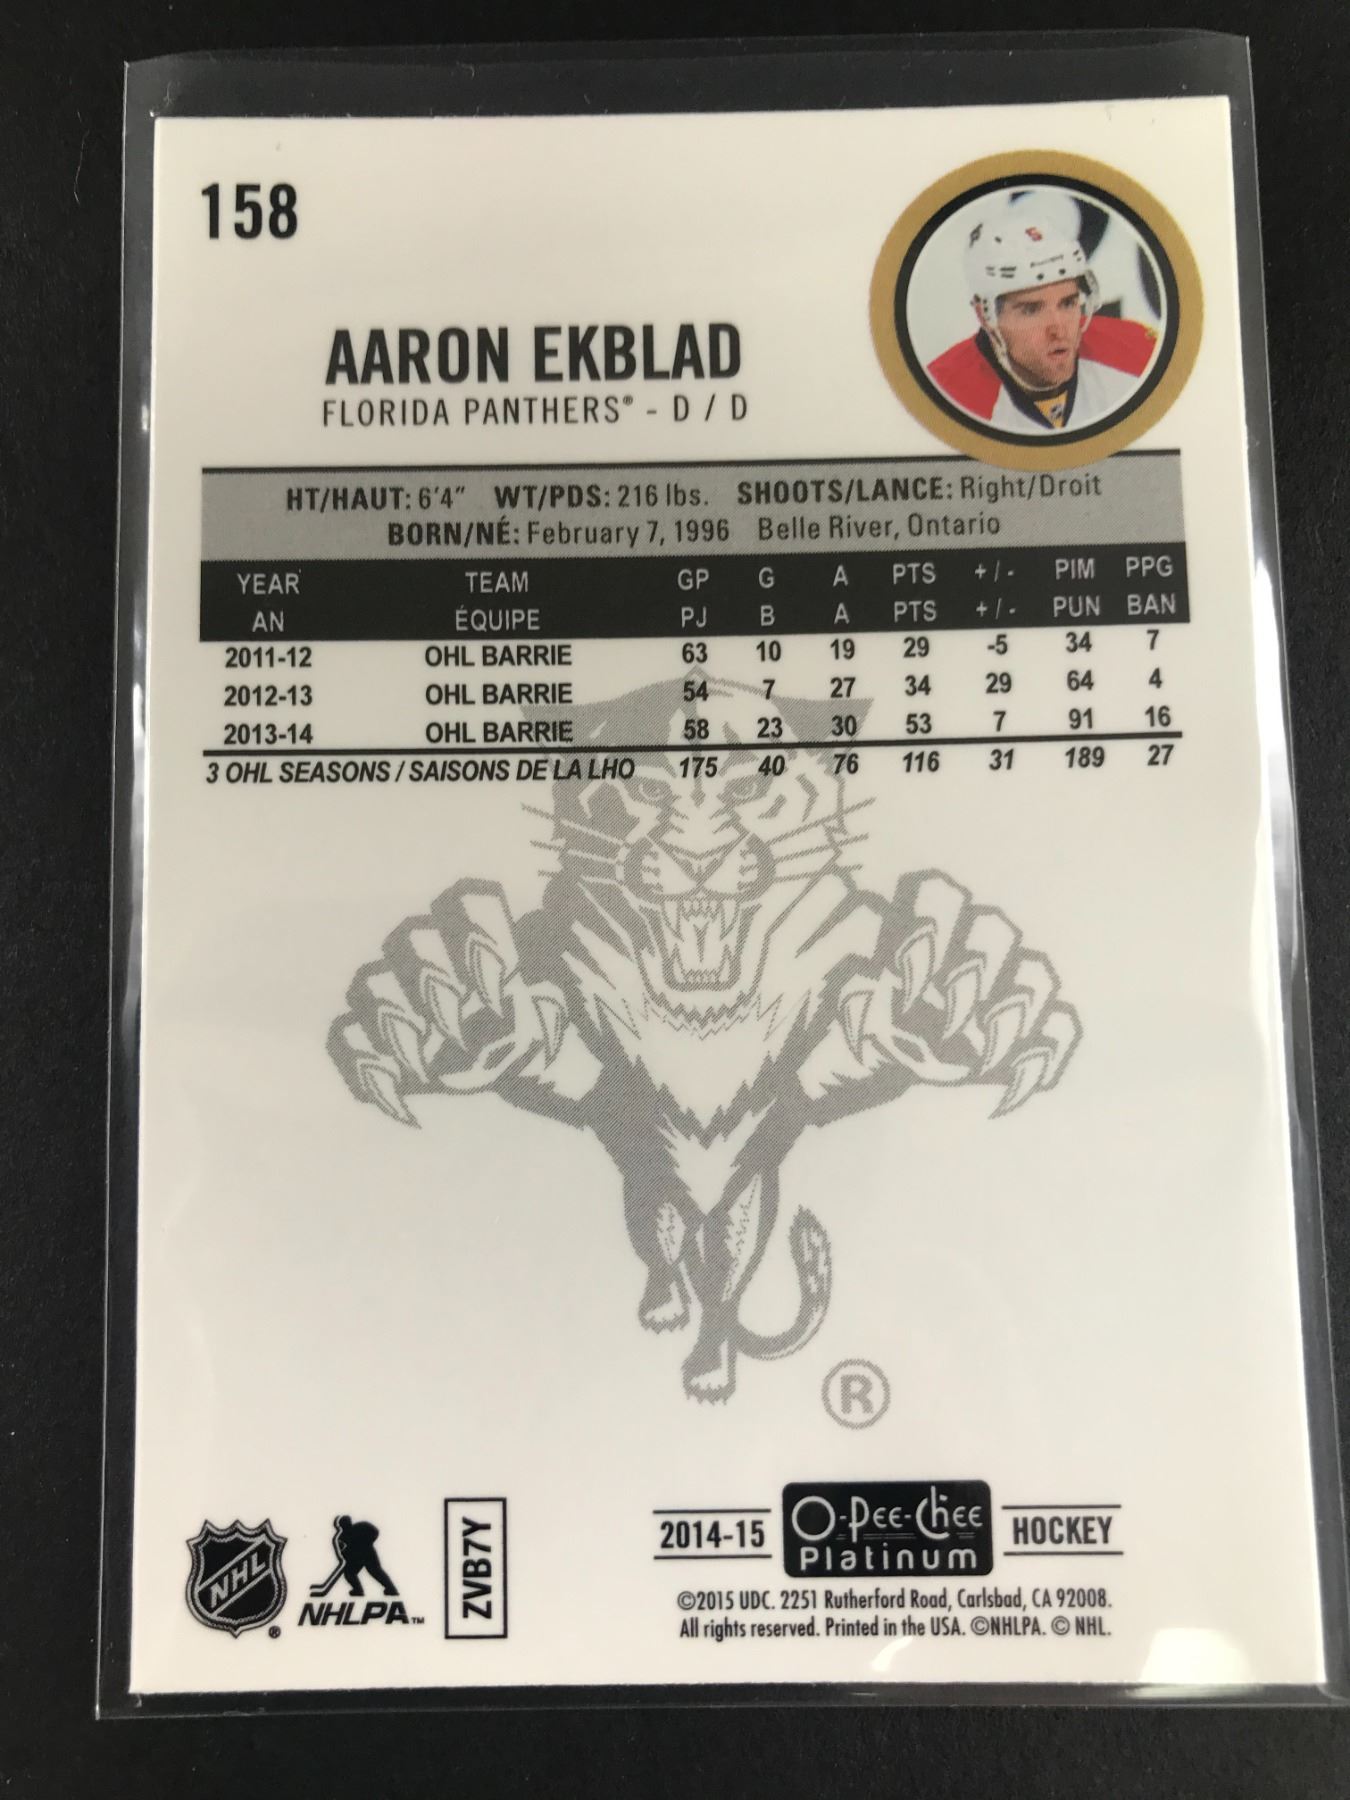 158
AARON EKBLAD
FLORIDA PANTHERS® - D / D
HT/HAUT: 6'4" WT/PDS: 216 lbs. SHOOTS/LANCE: Right/Droit
BORN/NÉ: February 7, 1996 Belle River, Ontario
YEAR TEAM GP G A PTS +/- PIM PPG
AN ÉQUIPE PJ B A PTS +/- PUN BAN
2011-12 OHL BARRIE 63 10 19 29 -5 34 7
2012-13 OHL BARRIE 54 7 27 34 29 64 4
2013-14 OHL BARRIE 58 23 30 53 7 91 16
3 OHL SEASONS / SAISONS DE LA LHO 175 40 76 116 31 189 27
®
NHL®
NHLPA™
ZVB7Y
2014-15 O-Pee-Chee Platinum HOCKEY
©2015 UDC. 2251 Rutherford Road, Carlsbad, CA 92008.
All rights reserved. Printed in the USA. ©NHLPA. © NHL.